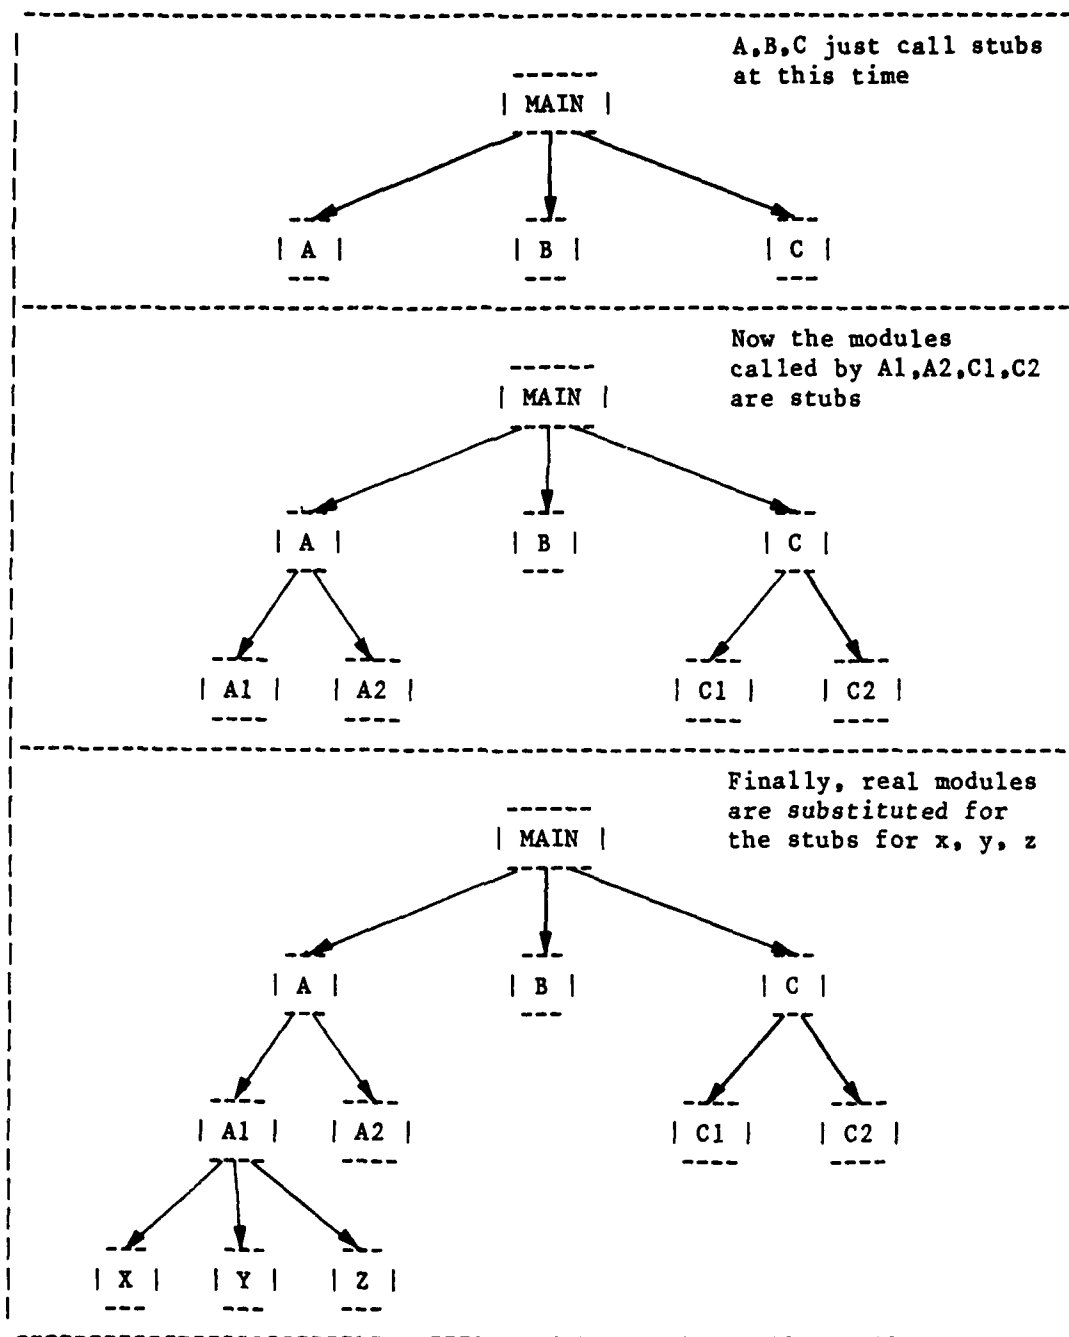 A,B,C just call stubs
at this time
| MAIN |
| A | | B | | C |
Now the modules
called by A1,A2,C1,C2
are stubs
| MAIN |
| A | | B | | C |
| A1 | | A2 | | C1 | | C2 |
Finally, real modules
are substituted for
the stubs for x, y, z
| MAIN |
| A | | B | | C |
| A1 | | A2 | | C1 | | C2 |
| X | | Y | | Z |